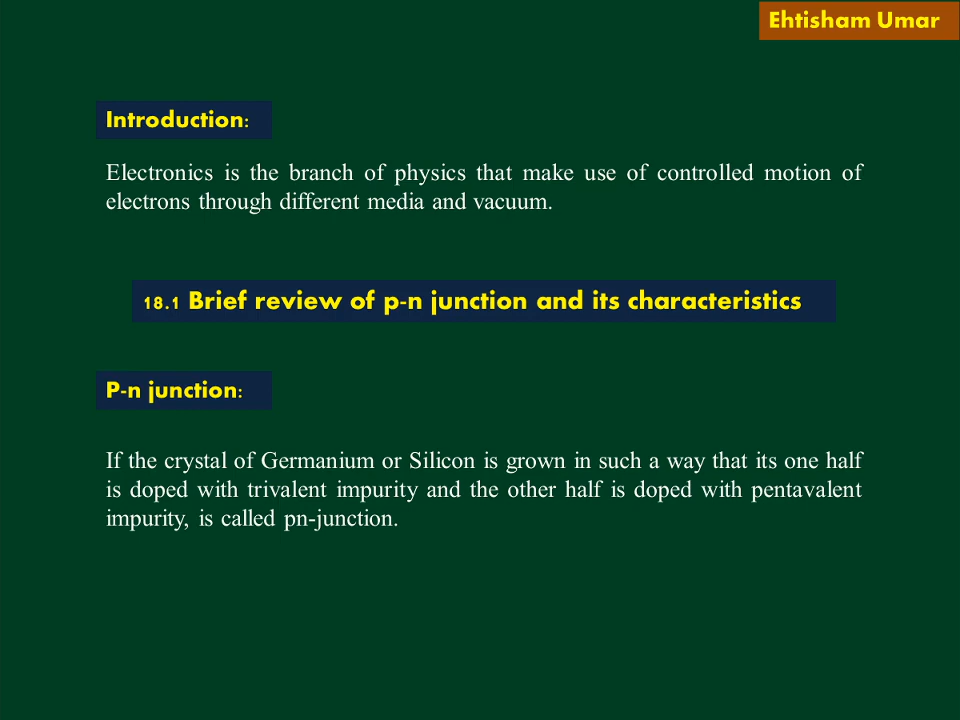 Ehtisham Umar
Introduction:
Electronics is the branch of physics that make use of controlled motion of
electrons through different media and vacuum.
18.1 Brief review of p-n junction and its characteristics
P-n junction:
If the crystal of Germanium or Silicon is grown in such a way that its one half
is doped with trivalent impurity and the other half is doped with pentavalent
impurity, is called pn-junction.